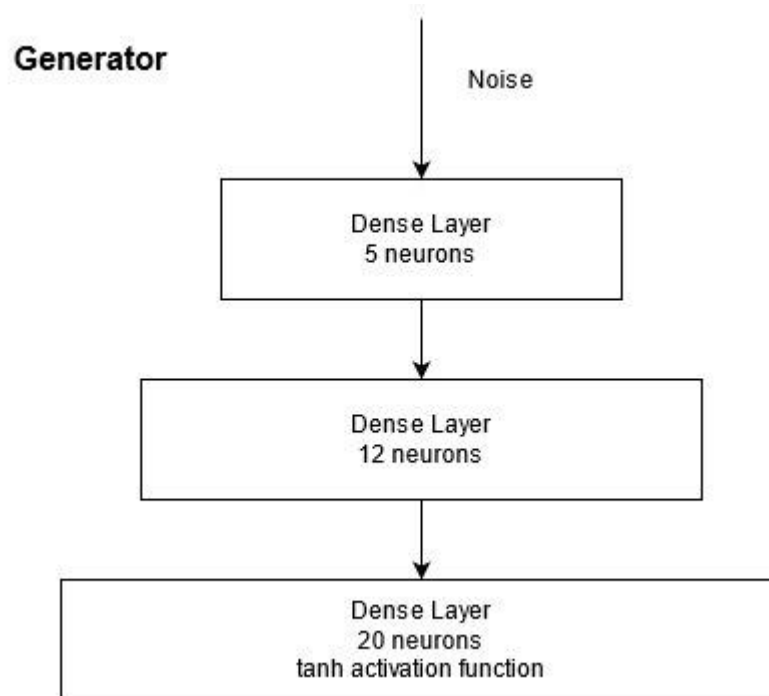 Generator
Noise
Dense Layer
5 neurons
Dense Layer
12 neurons
Dense Layer
20 neurons
tanh activation function